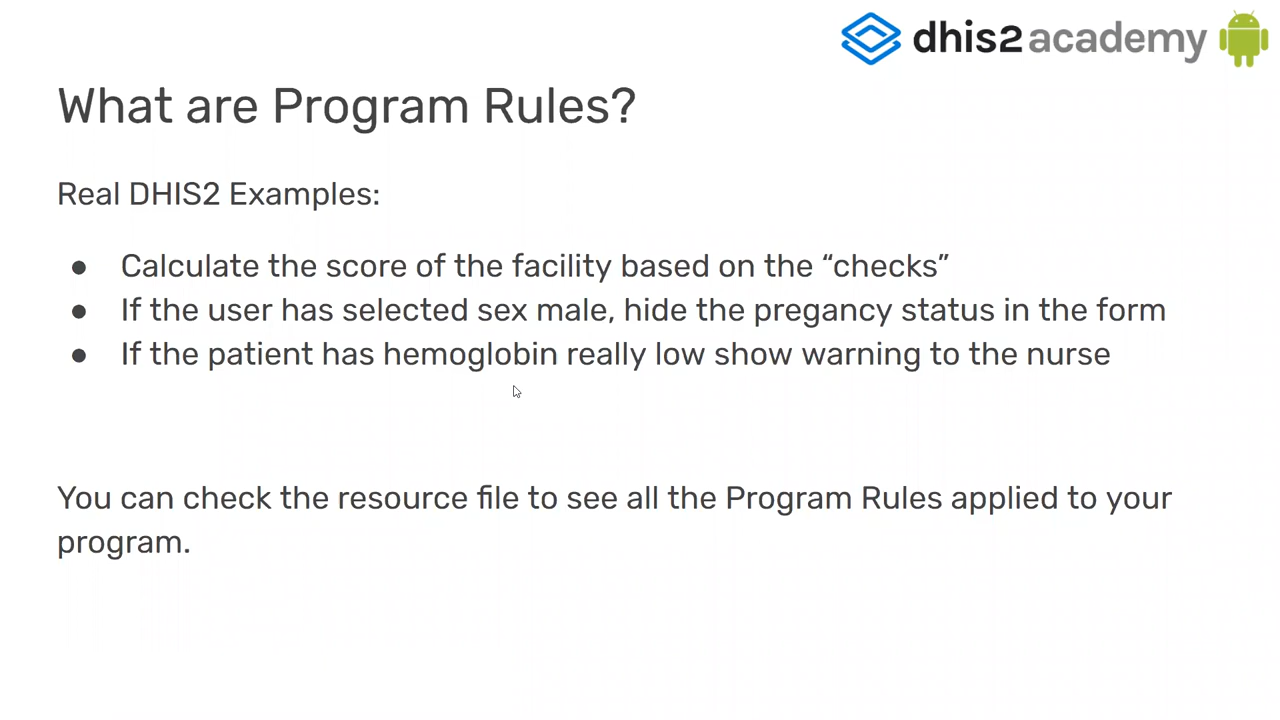 dhis2 academy
What are Program Rules?
Real DHIS2 Examples:
● Calculate the score of the facility based on the “checks”
● If the user has selected sex male, hide the pregancy status in the form
● If the patient has hemoglobin really low show warning to the nurse
You can check the resource file to see all the Program Rules applied to your
program.